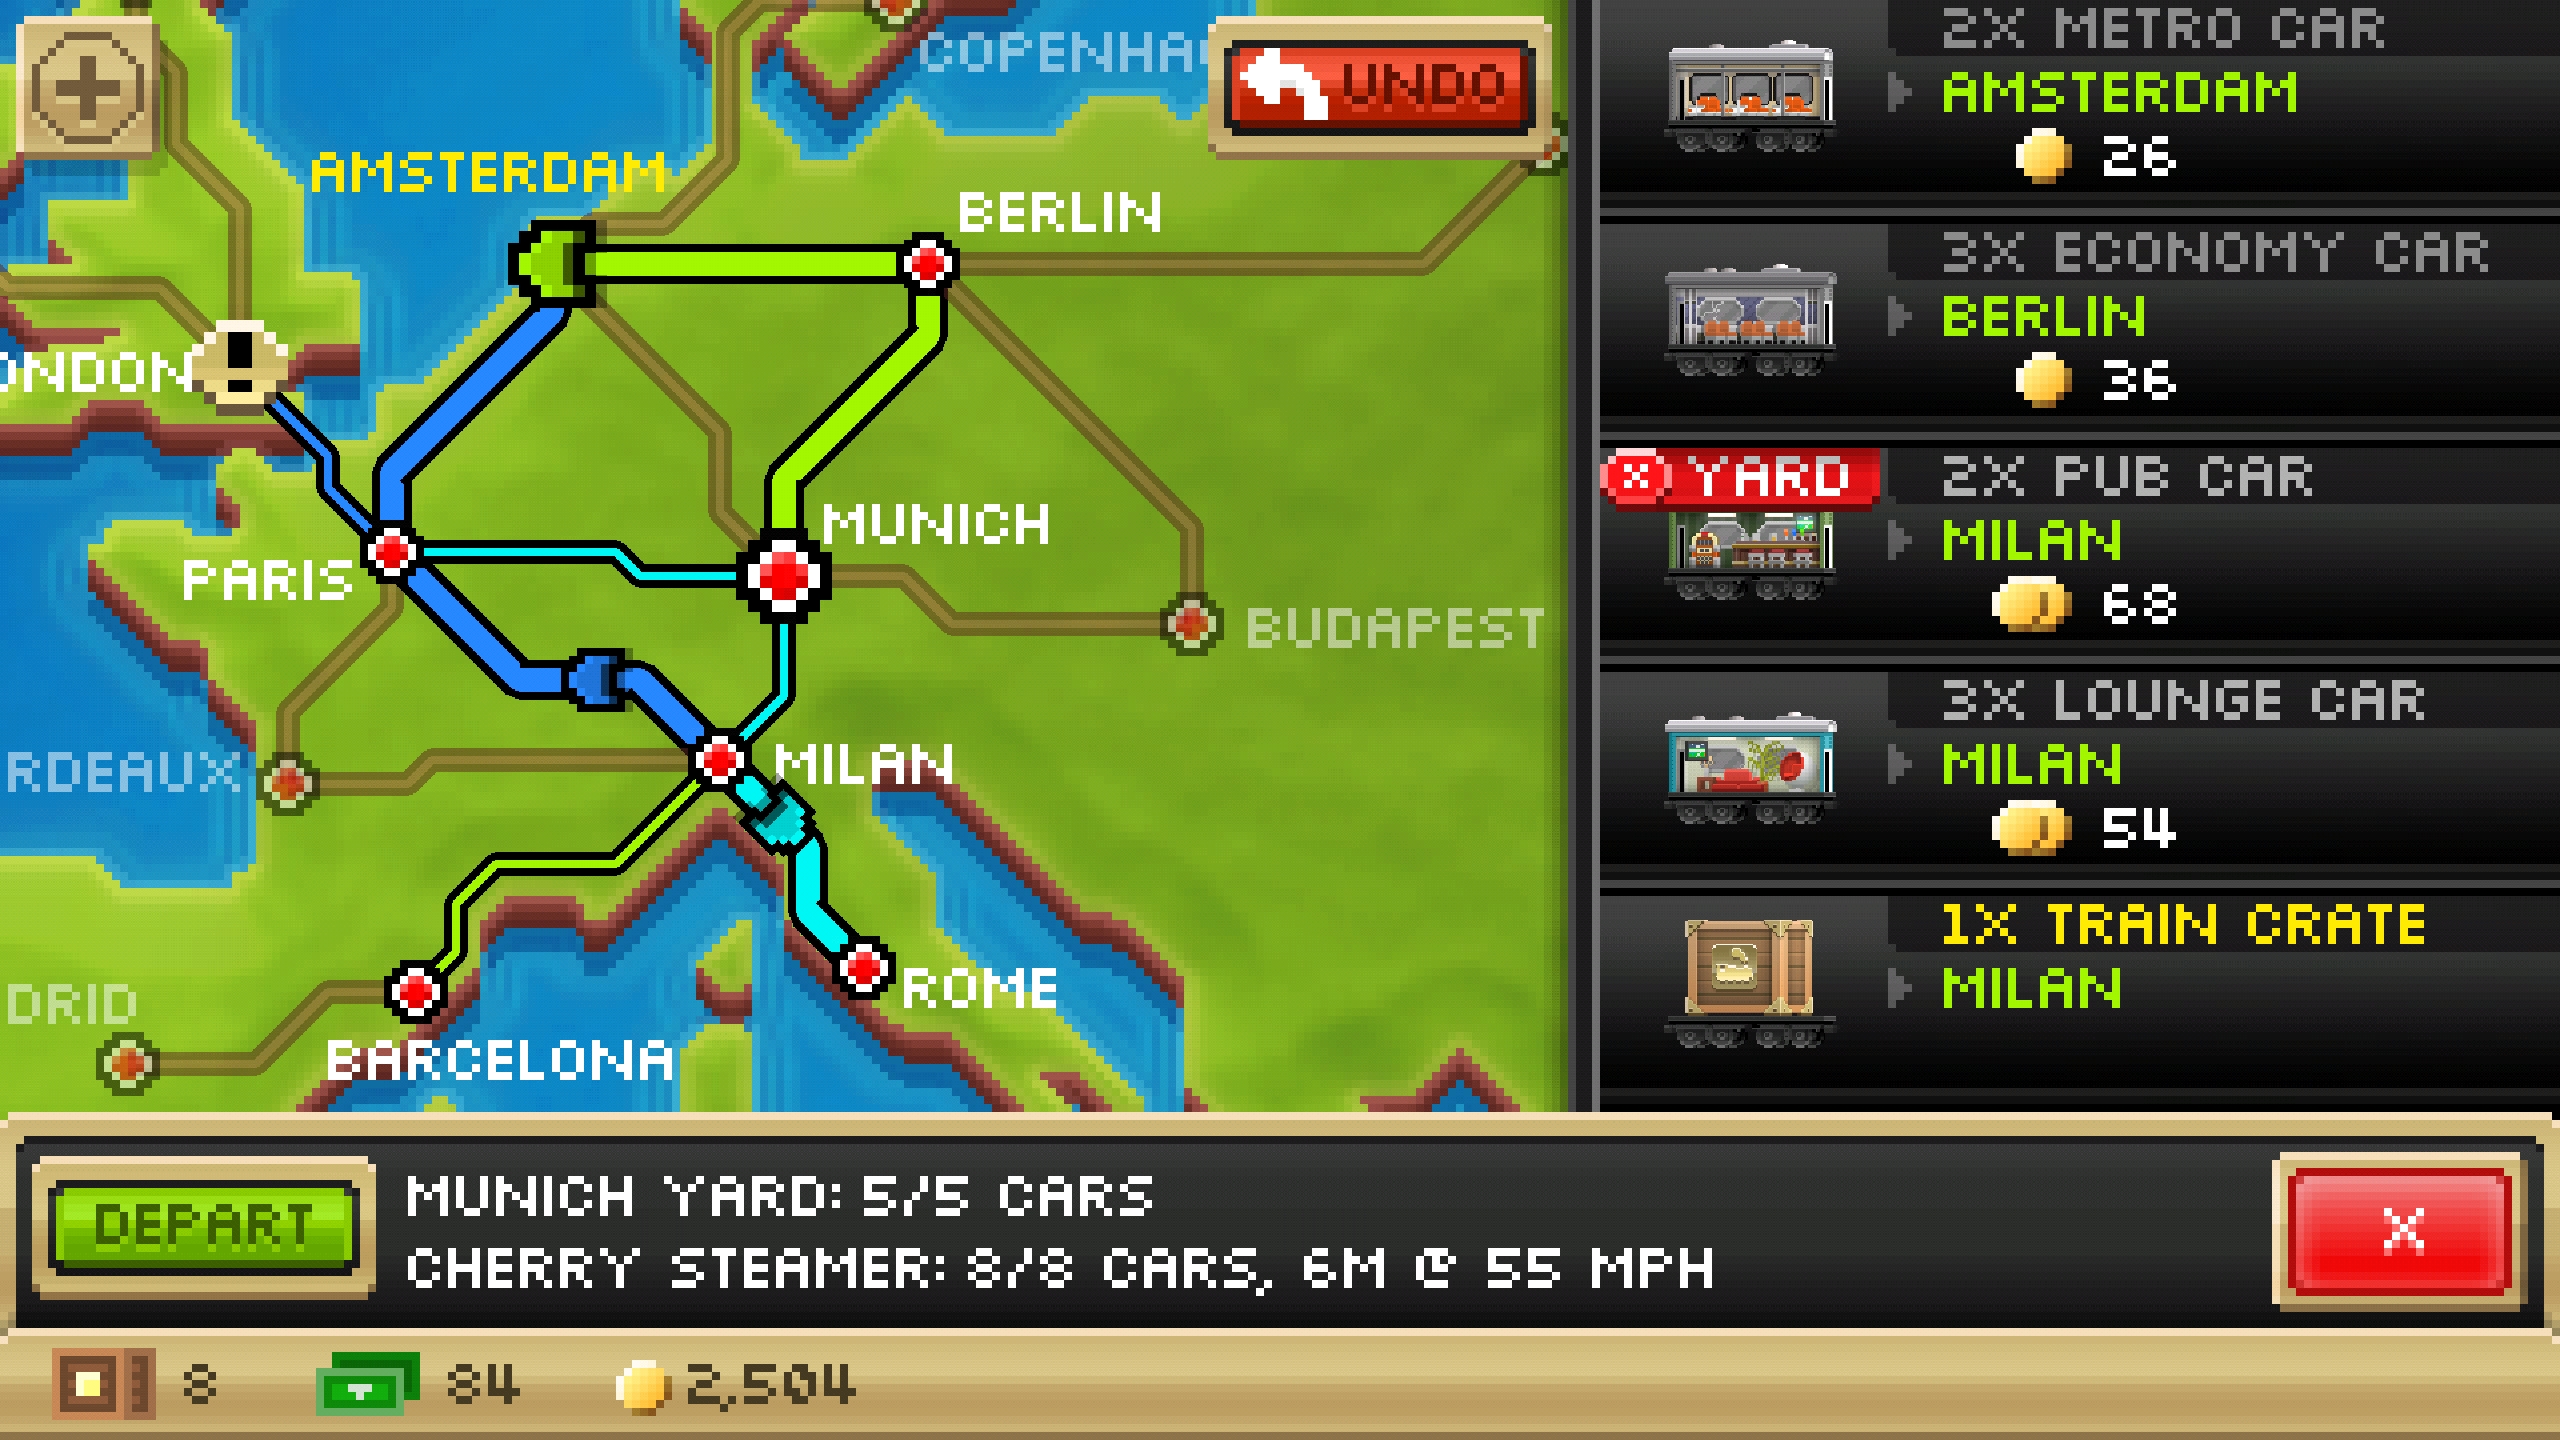 COPENHA
UNDO
AMSTERDAM
BERLIN
ONDON
MUNICH
PARIS
BUDAPEST
RDEAUX
MILAN
ROME
DRID
BARCELONA
2X METRO CAR
AMSTERDAM
26
3X ECONOMY CAR
BERLIN
36
YARD
2X PUB CAR
MILAN
68
3X LOUNGE CAR
MILAN
54
1X TRAIN CRATE
MILAN
DEPART
MUNICH YARD: 5/5 CARS
CHERRY STEAMER: 8/8 CARS, 6M @ 55 MPH
X
8
84
2,504